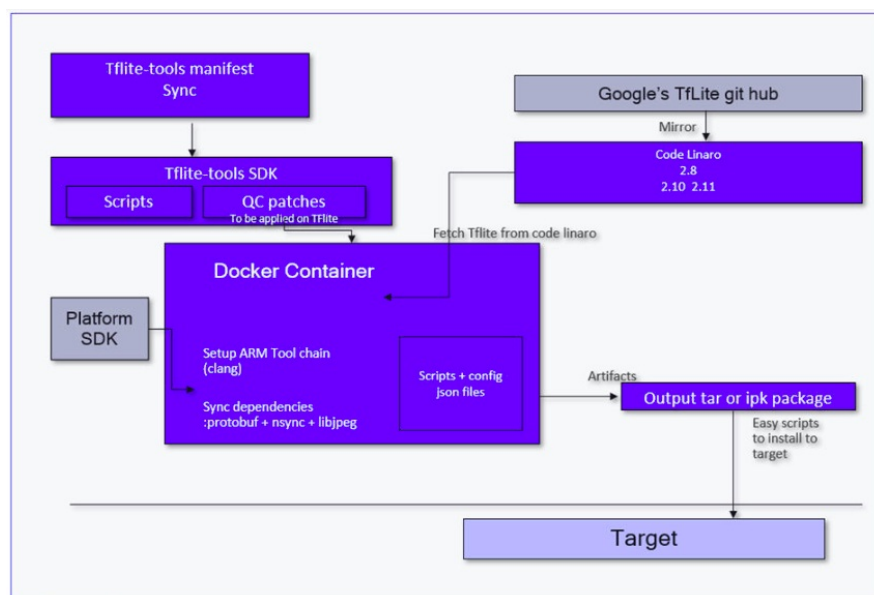 Tflite-tools manifest
Sync
Google's TfLite git hub
Mirror
Tflite-tools SDK
Scripts
QC patches
To be applied on TFlite
Code Linaro
2.8
2.10 2.11
Fetch Tflite from code linaro
Docker Container
Platform
SDK
Setup ARM Tool chain
(clang)
Sync dependencies
:protobuf + nsync + libjpeg
Scripts + config
json files
Artifacts
Output tar or ipk package
Easy scripts
to install to
target
Target